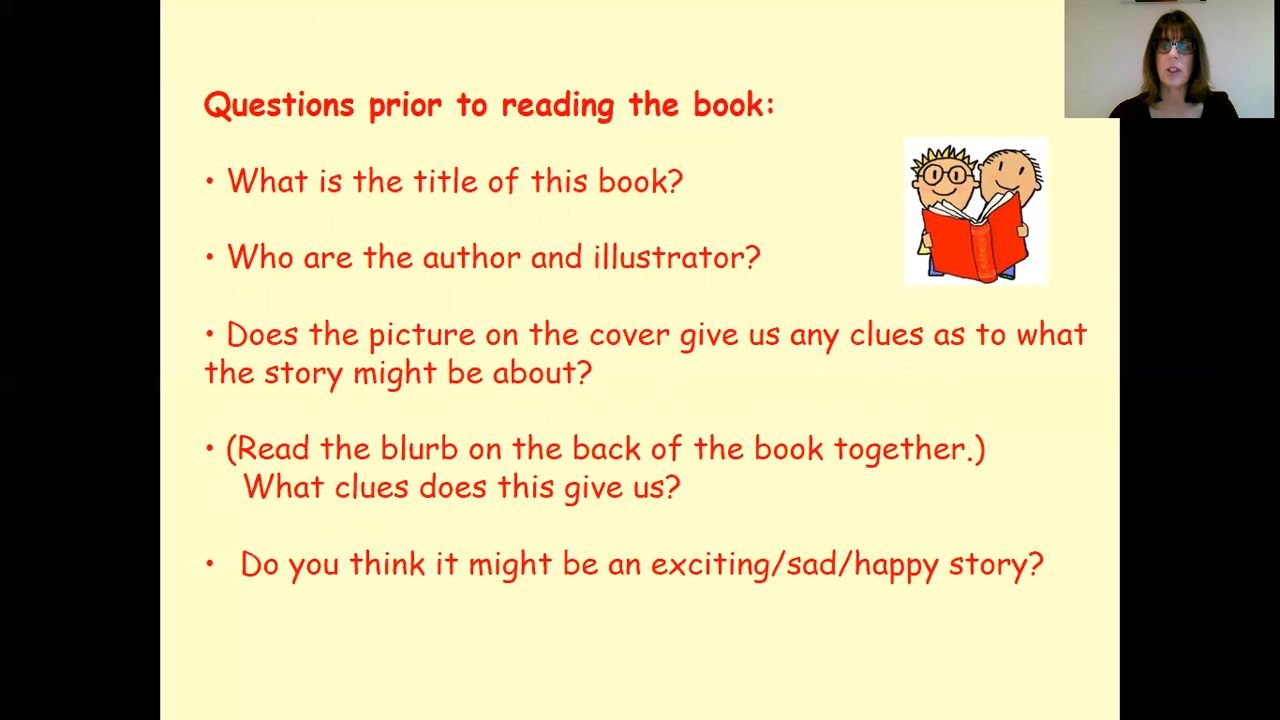 Questions prior to reading the book:
• What is the title of this book?
• Who are the author and illustrator?
• Does the picture on the cover give us any clues as to what
the story might be about?
• (Read the blurb on the back of the book together.)
What clues does this give us?
• Do you think it might be an exciting/sad/happy story?